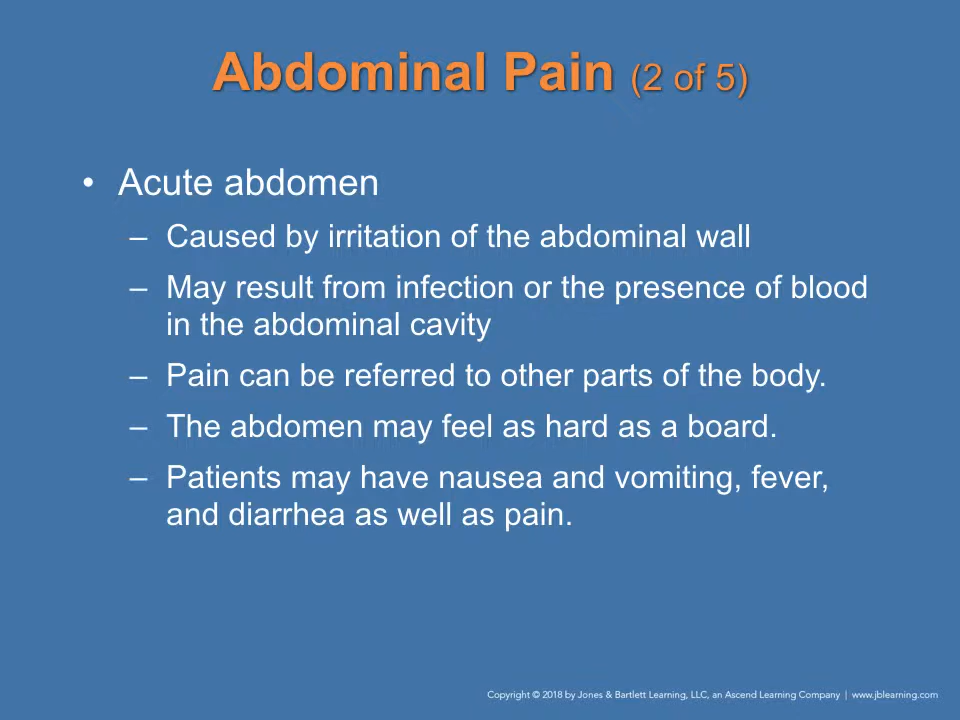 Abdominal Pain (2 of 5)
• Acute abdomen
– Caused by irritation of the abdominal wall
– May result from infection or the presence of blood
in the abdominal cavity
– Pain can be referred to other parts of the body.
– The abdomen may feel as hard as a board.
– Patients may have nausea and vomiting, fever,
and diarrhea as well as pain.
Copyright © 2018 by Jones & Bartlett Learning, LLC, an Ascend Learning Company | www.jblearning.com